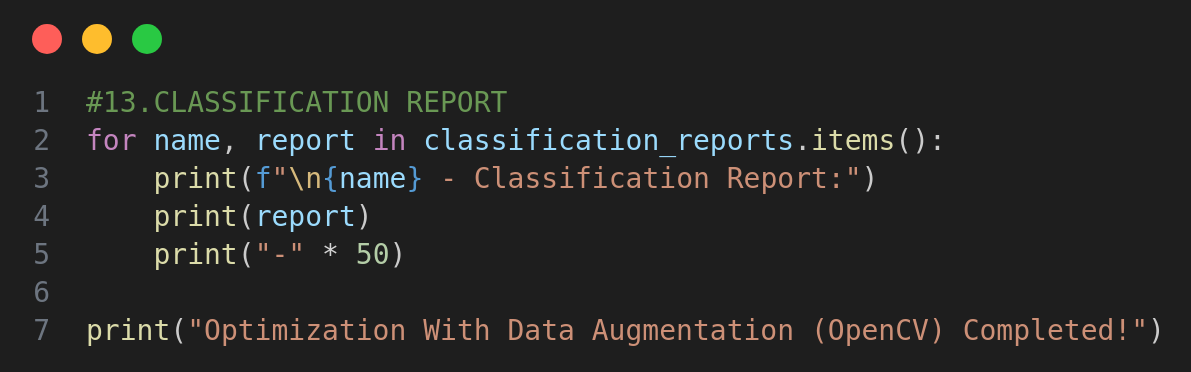 1 #13.CLASSIFICATION REPORT
2 for name, report in classification_reports.items():
3     print(f"\n{name} - Classification Report:")
4     print(report)
5     print("-" * 50)
6
7 print("Optimization With Data Augmentation (OpenCV) Completed!")